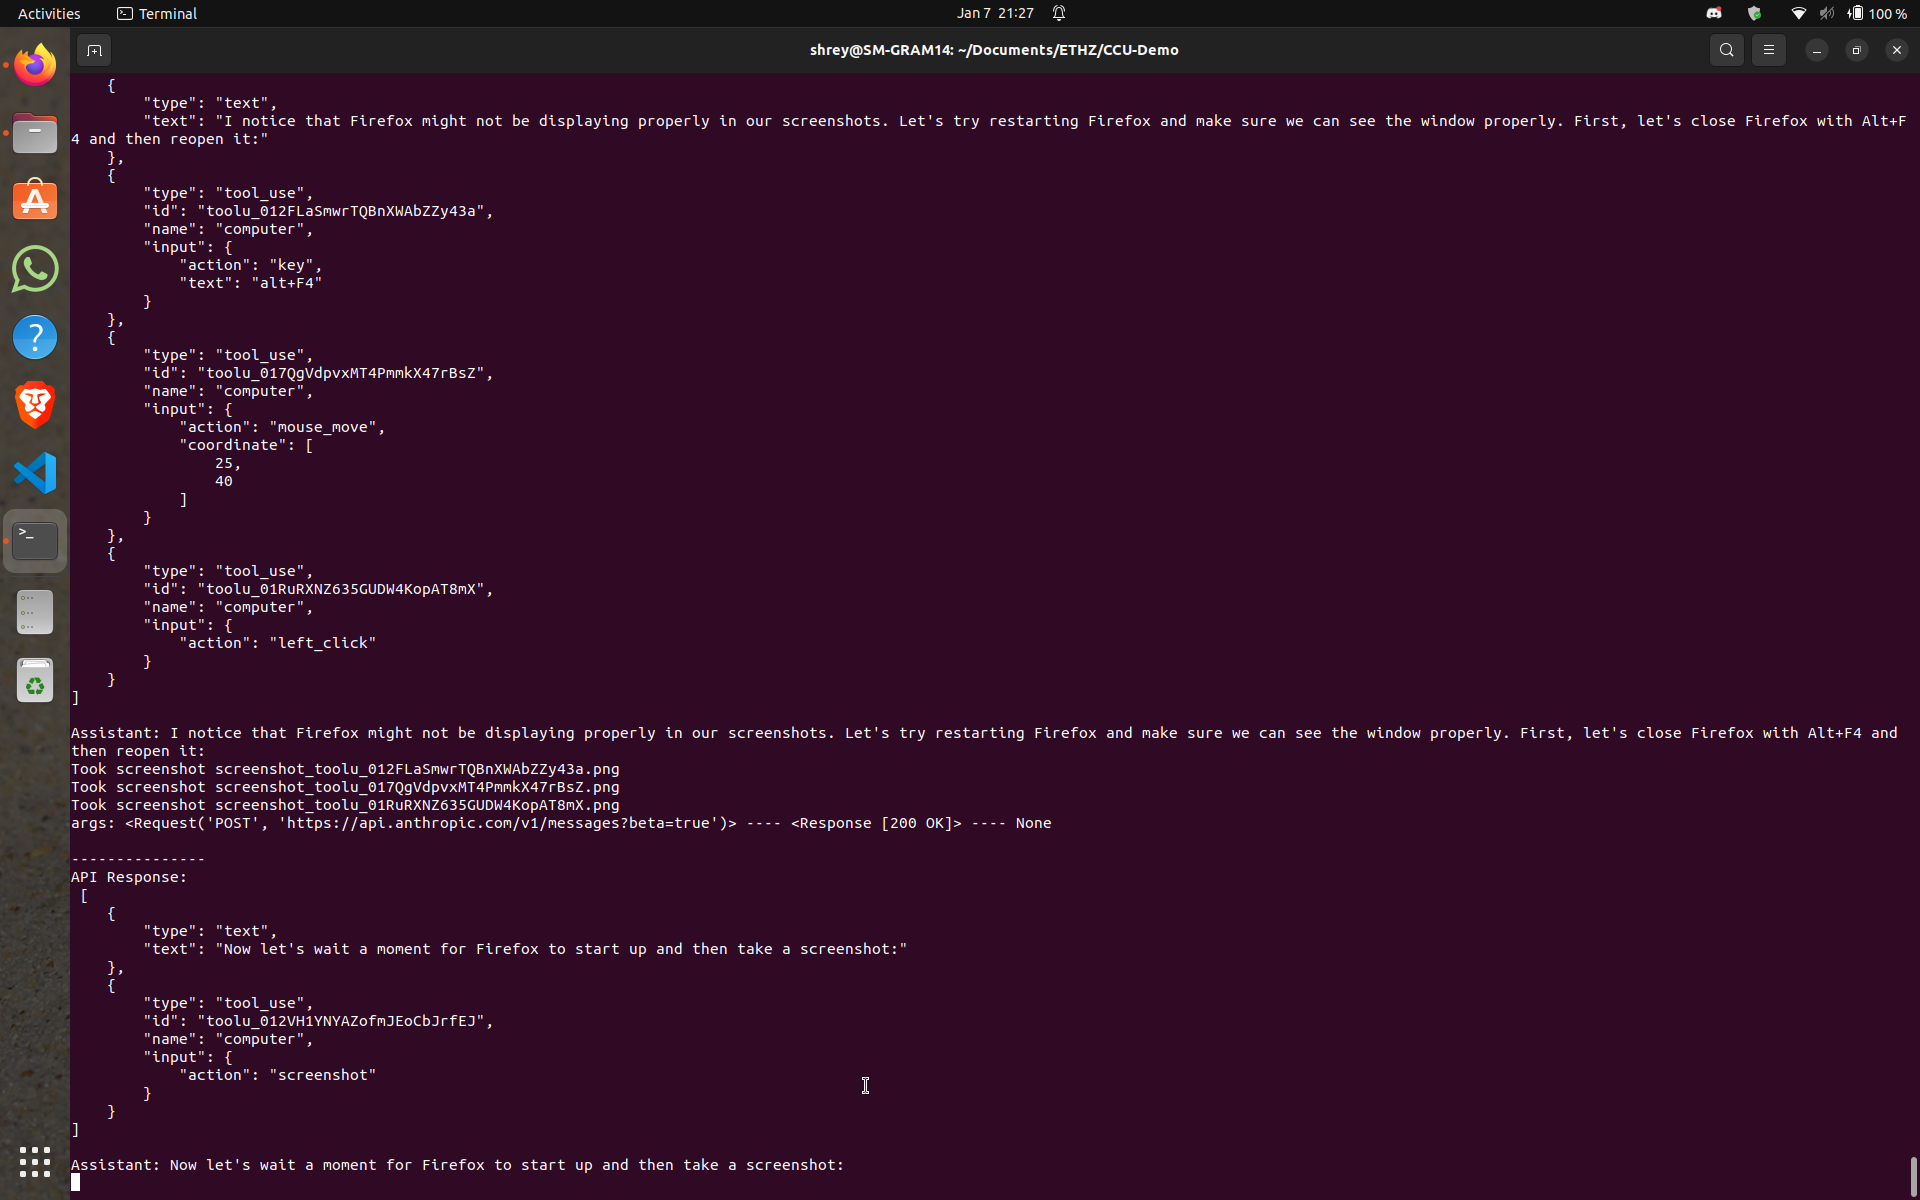 Activities
Terminal
Jan 7 21:27
100 %
shrey@SM-GRAM14: ~/Documents/ETHZ/CCU-Demo
    {
        "type": "text",
        "text": "I notice that Firefox might not be displaying properly in our screenshots. Let's try restarting Firefox and make sure we can see the window properly. First, let's close Firefox with Alt+F
4 and then reopen it:"
    },
    {
        "type": "tool_use",
        "id": "toolu_012FLaSmwrTQBnXWAbZZy43a",
        "name": "computer",
        "input": {
            "action": "key",
            "text": "alt+F4"
        }
    },
    {
        "type": "tool_use",
        "id": "toolu_017QgVdpvxMT4PmmkX47rBsZ",
        "name": "computer",
        "input": {
            "action": "mouse_move",
            "coordinate": [
                25,
                40
            ]
        }
    },
    {
        "type": "tool_use",
        "id": "toolu_01RuRXNZ635GUDW4KopAT8mX",
        "name": "computer",
        "input": {
            "action": "left_click"
        }
    }
]
Assistant: I notice that Firefox might not be displaying properly in our screenshots. Let's try restarting Firefox and make sure we can see the window properly. First, let's close Firefox with Alt+F4 and
then reopen it:
Took screenshot screenshot_toolu_012FLaSmwrTQBnXWAbZZy43a.png
Took screenshot screenshot_toolu_017QgVdpvxMT4PmmkX47rBsZ.png
Took screenshot screenshot_toolu_01RuRXNZ635GUDW4KopAT8mX.png
args: <Request('POST', 'https://api.anthropic.com/v1/messages?beta=true')> ---- <Response [200 OK]> ---- None
---------------
API Response:
 [
    {
        "type": "text",
        "text": "Now let's wait a moment for Firefox to start up and then take a screenshot:"
    },
    {
        "type": "tool_use",
        "id": "toolu_012VH1YNYAZofmJEoCbJrfEJ",
        "name": "computer",
        "input": {
            "action": "screenshot"
        }
    }
]
Assistant: Now let's wait a moment for Firefox to start up and then take a screenshot: